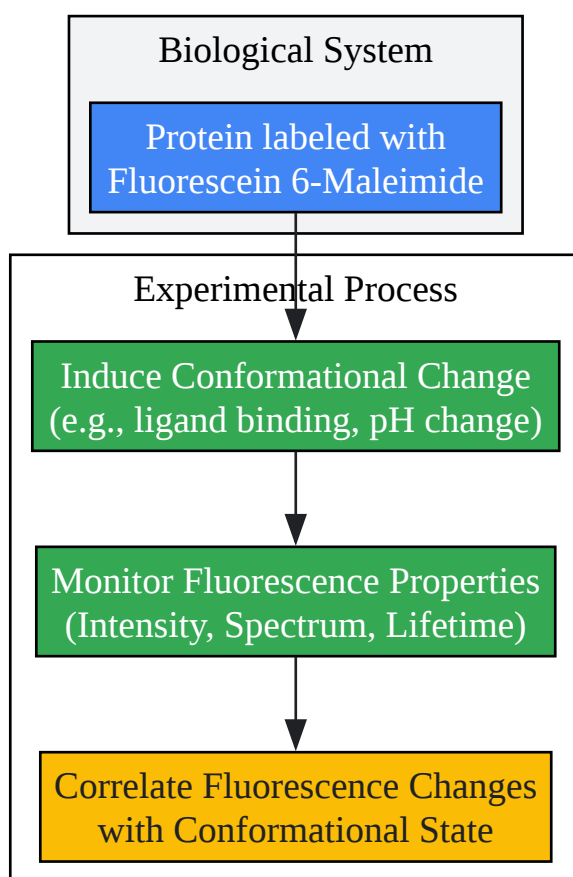 Biological System
Protein labeled with
Fluorescein 6-Maleimide
Experimental Process
Induce Conformational Change
(e.g., ligand binding, pH change)
Monitor Fluorescence Properties
(Intensity, Spectrum, Lifetime)
Correlate Fluorescence Changes
with Conformational State